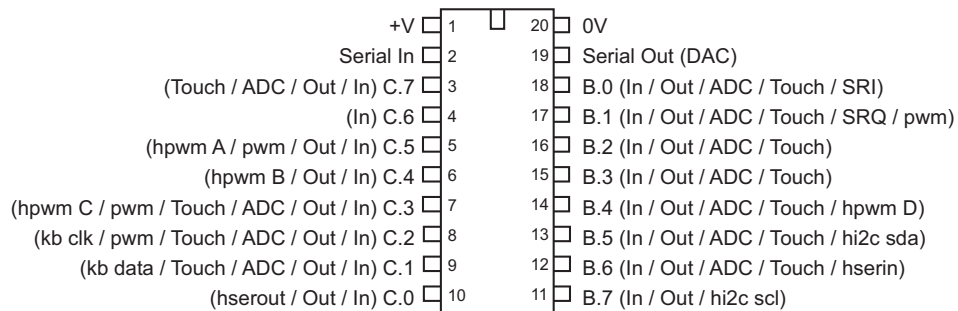 +V 1 20 0V
Serial In 2 19 Serial Out (DAC)
(Touch / ADC / Out / In) C.7 3 18 B.0 (In / Out / ADC / Touch / SRI)
(In) C.6 4 17 B.1 (In / Out / ADC / Touch / SRQ / pwm)
(hpwm A / pwm / Out / In) C.5 5 16 B.2 (In / Out / ADC / Touch)
(hpwm B / Out / In) C.4 6 15 B.3 (In / Out / ADC / Touch)
(hpwm C / pwm / Touch / ADC / Out / In) C.3 7 14 B.4 (In / Out / ADC / Touch / hpwm D)
(kb clk / pwm / Touch / ADC / Out / In) C.2 8 13 B.5 (In / Out / ADC / Touch / hi2c sda)
(kb data / Touch / ADC / Out / In) C.1 9 12 B.6 (In / Out / ADC / Touch / hserin)
(hserout / Out / In) C.0 10 11 B.7 (In / Out / hi2c scl)